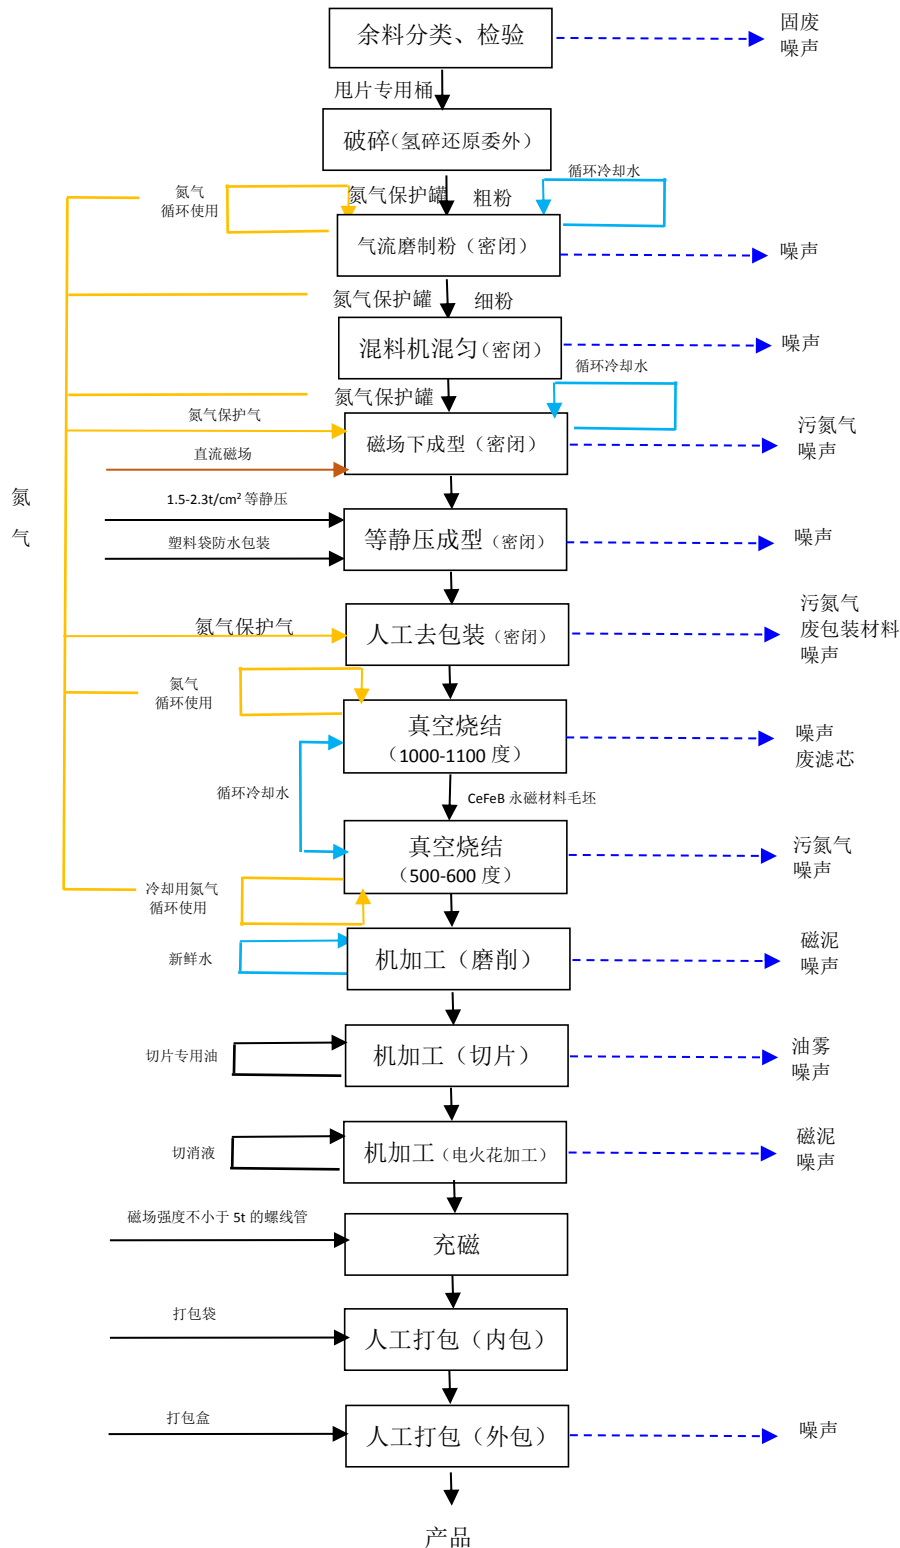 余料分类、检验
固废
噪声
甩片专用桶
破碎（氢碎还原委外）
氮气
循环使用
氮气保护罐
粗粉
循环冷却水
气流磨制粉（密闭）
噪声
氮气保护罐
细粉
混料机混匀（密闭）
噪声
氮气保护罐
循环冷却水
氮气保护气
磁场下成型（密闭）
污氮气
噪声
直流磁场
氮
气
1.5-2.3t/cm² 等静压
等静压成型（密闭）
噪声
塑料袋防水包装
氮气保护气
人工去包装（密闭）
污氮气
废包装材料
噪声
氮气
循环使用
真空烧结
（1000-1100 度）
噪声
废滤芯
循环冷却水
CeFeB 永磁材料毛坯
真空烧结
（500-600 度）
污氮气
噪声
冷却用氮气
循环使用
新鲜水
机加工（磨削）
磁泥
噪声
切片专用油
机加工（切片）
油雾
噪声
切消液
机加工（电火花加工）
磁泥
噪声
磁场强度不小于 5t 的螺线管
充磁
打包袋
人工打包（内包）
打包盒
人工打包（外包）
噪声
产品